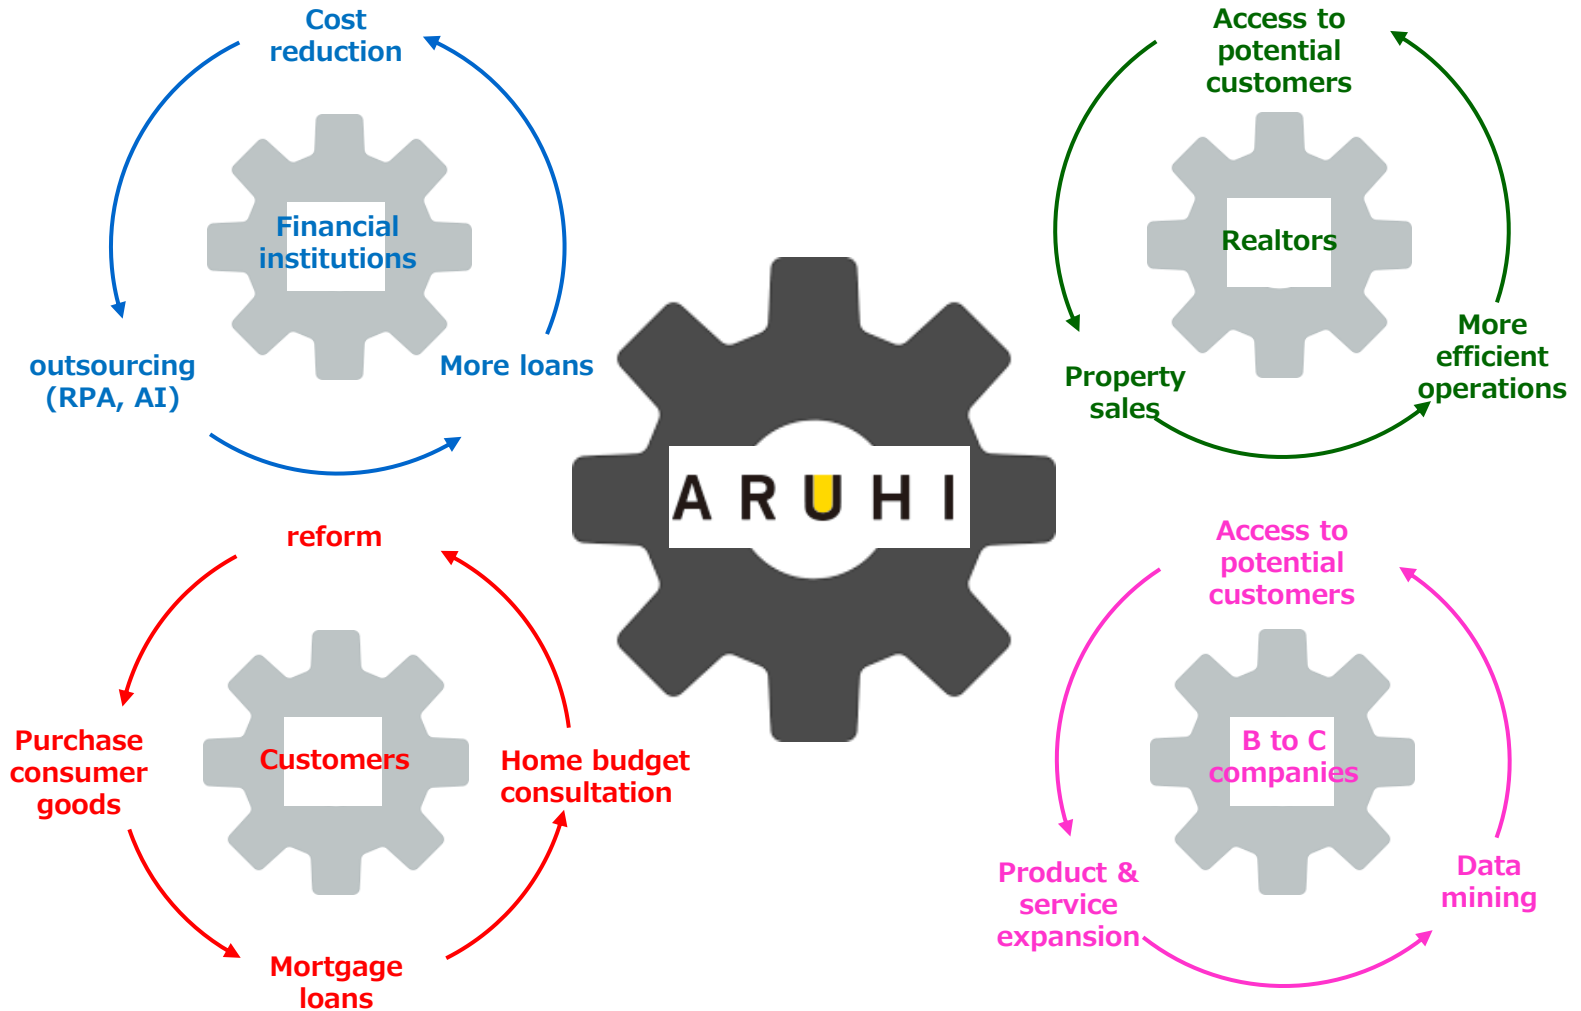 Cost
reduction
Financial
institutions
outsourcing
(RPA, AI)
More loans
Access to
potential
customers
Realtors
Property
sales
More
efficient
operations
A R U H I
reform
Customers
Purchase
consumer
goods
Home budget
consultation
Mortgage
loans
Access to
potential
customers
B to C
companies
Product &
service
expansion
Data
mining